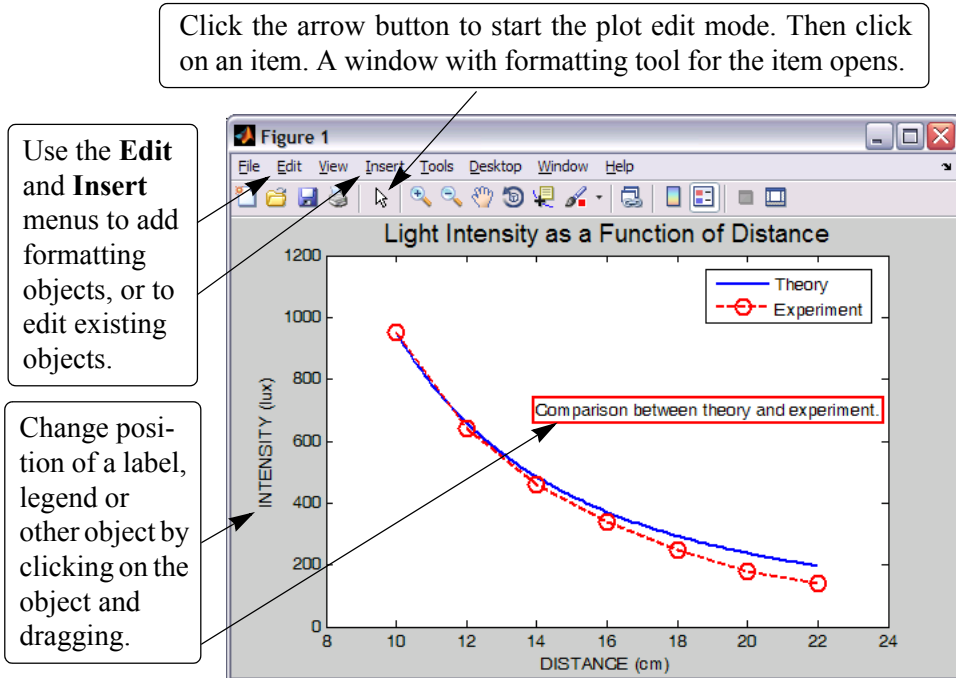 Click the arrow button to start the plot edit mode. Then click
on an item. A window with formatting tool for the item opens.
Use the Edit
and Insert
menus to add
formatting
objects, or to
edit existing
objects.
Change posi-
tion of a label,
legend or
other object by
clicking on the
object and
dragging.
Figure 1
File Edit View Insert Tools Desktop Window Help
Light Intensity as a Function of Distance
1200
1000
800
600
400
200
0
INTENSITY (lux)
Theory
Experiment
Comparison between theory and experiment.
8 10 12 14 16 18 20 22 24
DISTANCE (cm)